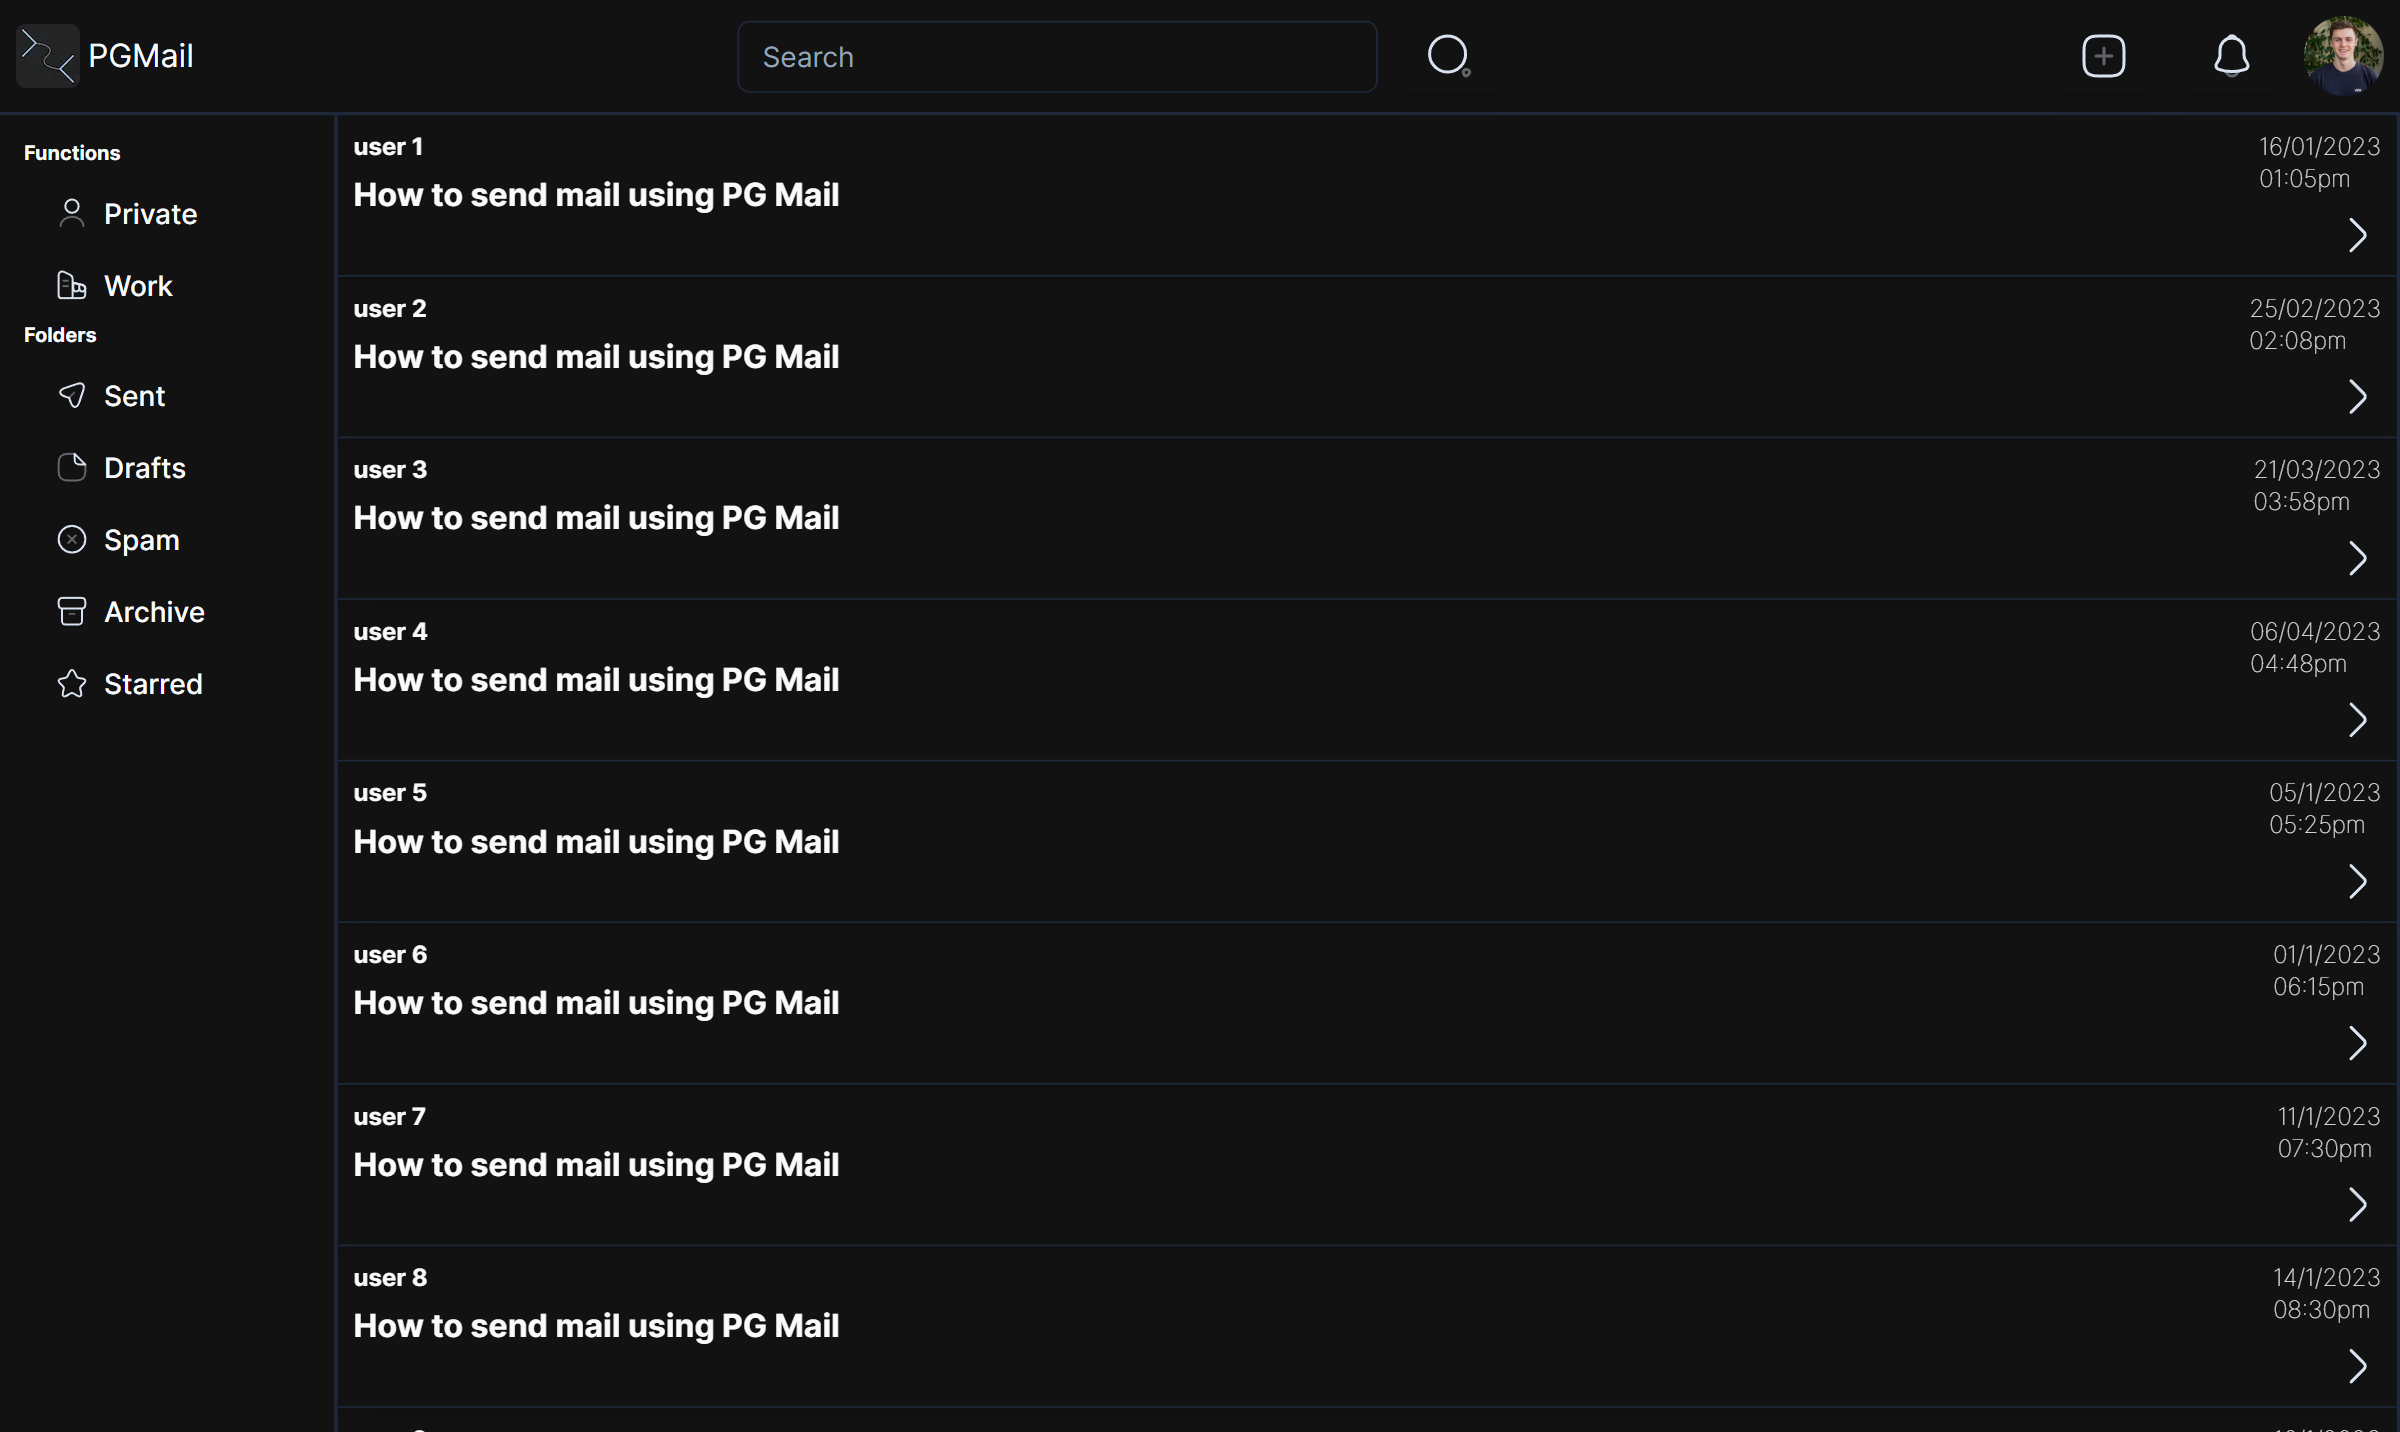 PGMail
Search
Functions
Private
Work
Folders
Sent
Drafts
Spam
Archive
Starred
user 1
How to send mail using PG Mail
16/01/2023
01:05pm
user 2
How to send mail using PG Mail
25/02/2023
02:08pm
user 3
How to send mail using PG Mail
21/03/2023
03:58pm
user 4
How to send mail using PG Mail
06/04/2023
04:48pm
user 5
How to send mail using PG Mail
05/1/2023
05:25pm
user 6
How to send mail using PG Mail
01/1/2023
06:15pm
user 7
How to send mail using PG Mail
11/1/2023
07:30pm
user 8
How to send mail using PG Mail
14/1/2023
08:30pm